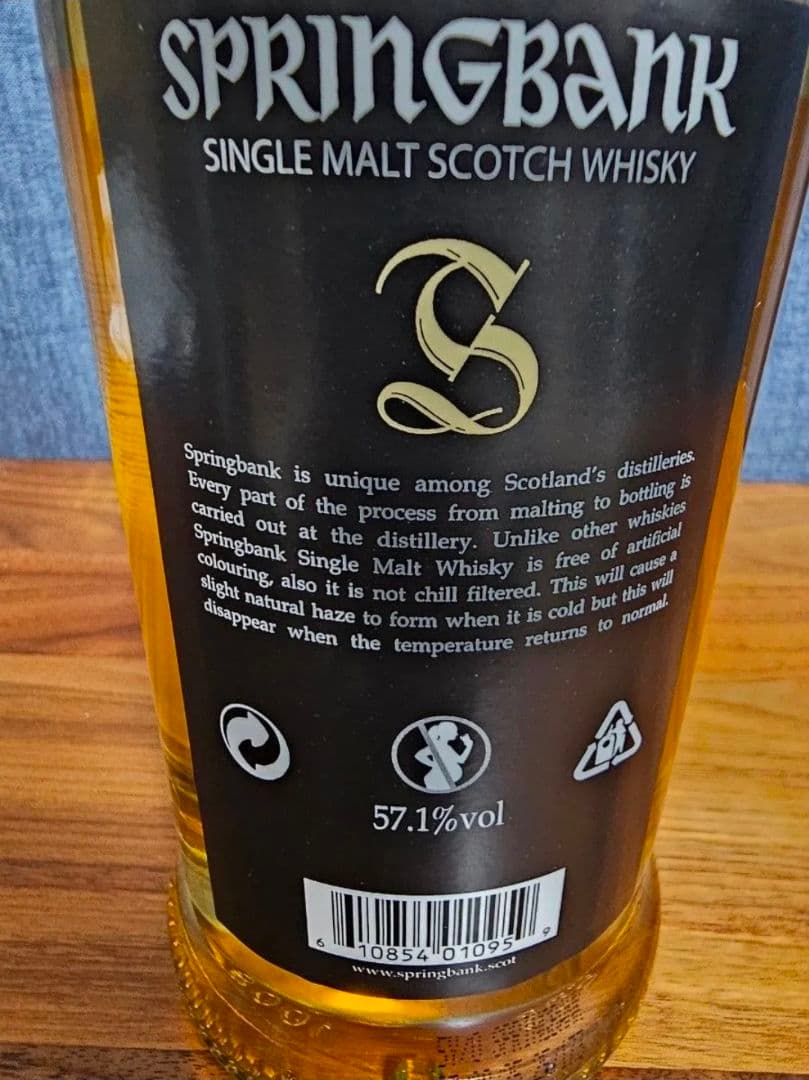 SPRINGBANK
SINGLE MALT SCOTCH WHISKY
S
Springbank is unique among Scotland's distilleries.
Every part of the process from malting to bottling is
carried out at the distillery. Unlike other whiskies
Springbank Single Malt Whisky is free of artificial
colouring, also it is not chill filtered. This will cause a
slight natural haze to form when it is cold but this will
disappear when the temperature returns to normal.
57.1%vol
6 10854 01095 9
www.springbank.scot